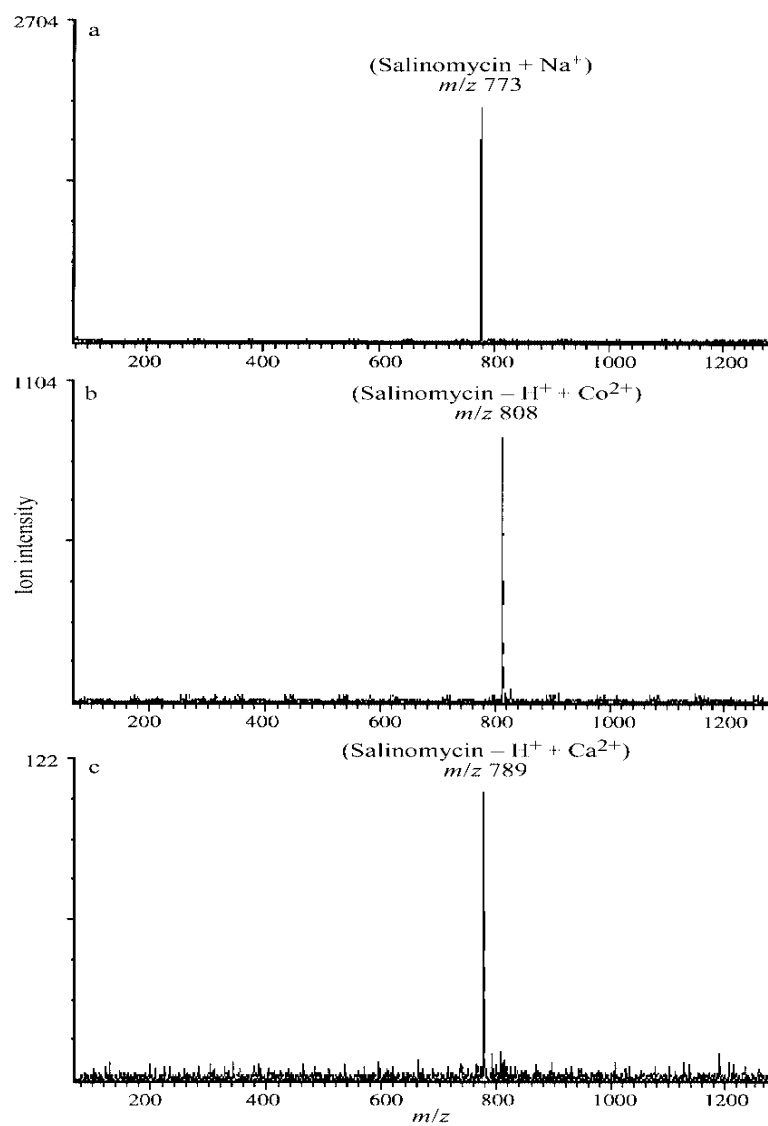 2704
a
(Salinomycin + Na⁺)
m/z 773
200 400 600 800 1000 1200
1104
b
(Salinomycin – H⁺ + Co²⁺)
m/z 808
Ion intensity
200 400 600 800 1000 1200
122
c
(Salinomycin – H⁺ + Ca²⁺)
m/z 789
200 400 600 800 1000 1200
m/z